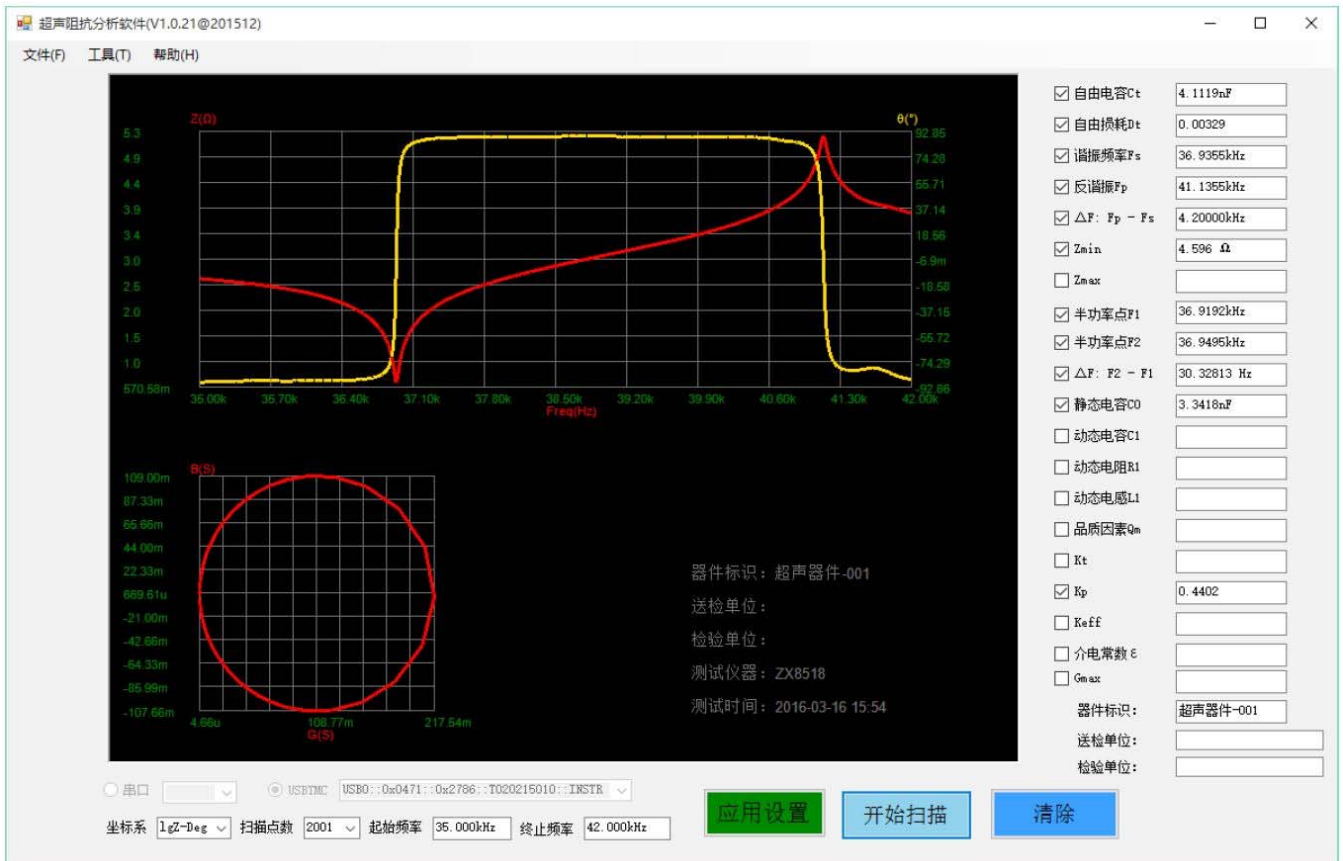 超声阻抗分析软件(V1.0.21@201512)
文件(F) 工具(T) 帮助(H)
Z(Ω) θ(°)
5.3 92.85
4.9 74.28
4.4 55.71
3.9 37.14
3.4 18.56
3.0 -6.9m
2.5 -18.58
2.0 -37.15
1.5 -55.72
1.0 -74.29
570.58m -92.86
35.00k 35.70k 36.40k 37.10k 37.80k 38.50k 39.20k 39.90k 40.60k 41.30k 42.00k
Freq(Hz)
B(S)
109.00m
87.33m
65.66m
44.00m
22.33m
669.61u
-21.00m
-42.66m
-64.33m
-85.99m
-107.66m
4.66u 108.77m 217.54m
G(S)
器件标识：超声器件-001
送检单位：
检验单位：
测试仪器：ZX8518
测试时间：2016-03-16 15:54
自由电容Ct 4.1119nF
自由损耗Dt 0.00329
谐振频率Fs 36.9355kHz
反谐振Fp 41.1355kHz
△F: Fp - Fs 4.20000kHz
Zmin 4.596 Ω
Zmax
半功率点F1 36.9192kHz
半功率点F2 36.9495kHz
△F: F2 - F1 30.32813 Hz
静态电容C0 3.3418nF
动态电容C1
动态电阻R1
动态电感L1
品质因素Qm
Kt
Kp 0.4402
Keff
介电常数ε
Gmax
器件标识： 超声器件-001
送检单位：
检验单位：
串口 USBTMC USB0::0x0471::0x2786::T020215010::INSTR
坐标系 lgZ-Deg 扫描点数 2001 起始频率 35.000kHz 终止频率 42.000kHz
应用设置 开始扫描 清除